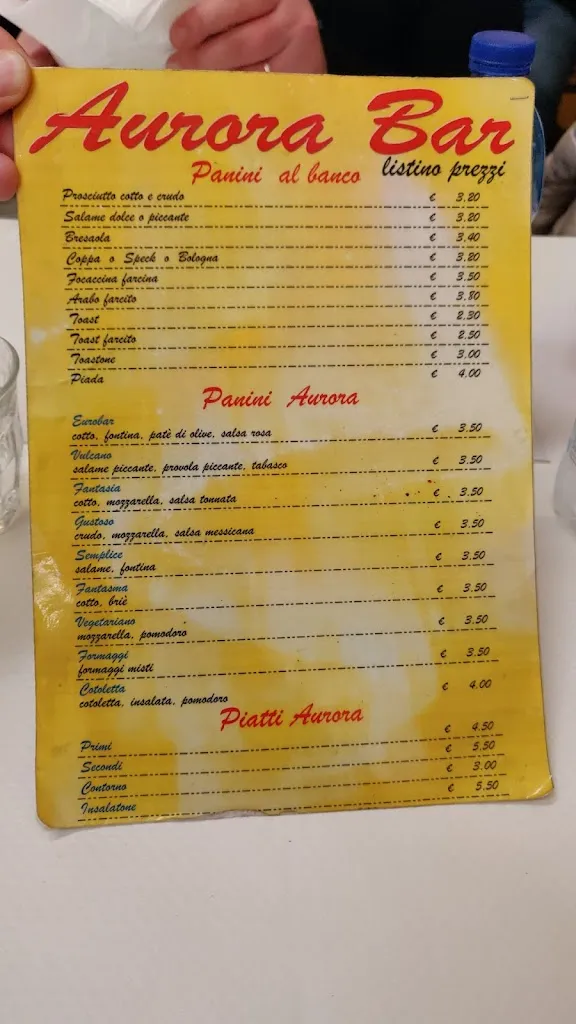 Aurora Bar
Panini al banco listino prezzi
Prosciutto cotto e crudo € 3.20
Salame dolce o piccante € 3.20
Bresaola € 3.40
Coppa o Speck o Bologna € 3.20
Focaccina farcina € 3.50
Arabo farcito € 3.80
Toast € 2.30
Toast farcito € 2.50
Toastone € 3.00
Piada € 4.00
Panini Aurora
Eurobar
cotto, fontina, patè di olive, salsa rosa € 3.50
Vulcano
salame piccante, provola piccante, tabasco € 3.50
Fantasia
cotto, mozzarella, salsa tonnata € 3.50
Gustoso
crudo, mozzarella, salsa messicana € 3.50
Semplice
salame, fontina € 3.50
Fantasma
cotto, briè € 3.50
Vegetariano
mozzarella, pomodoro € 3.50
Formaggi
formaggi misti € 3.50
Cotoletta
cotoletta, insalata, pomodoro € 4.00
Piatti Aurora
Primi € 4.50
Secondi € 5.50
Contorno € 3.00
Insalatone € 5.50